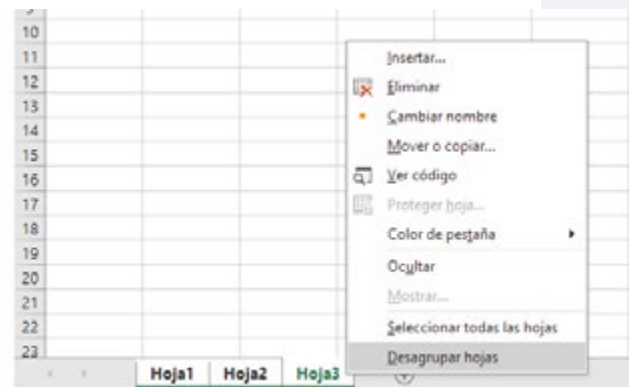 10
11
12
13
14
15
16
17
18
19
20
21
22
23
Insertar...
Eliminar
Cambiar nombre
Mover o copiar...
Ver código
Proteger hoja...
Color de pestaña
Ocultar
Mostrar...
Seleccionar todas las hojas
Desagrupar hojas
Hoja1 Hoja2 Hoja3